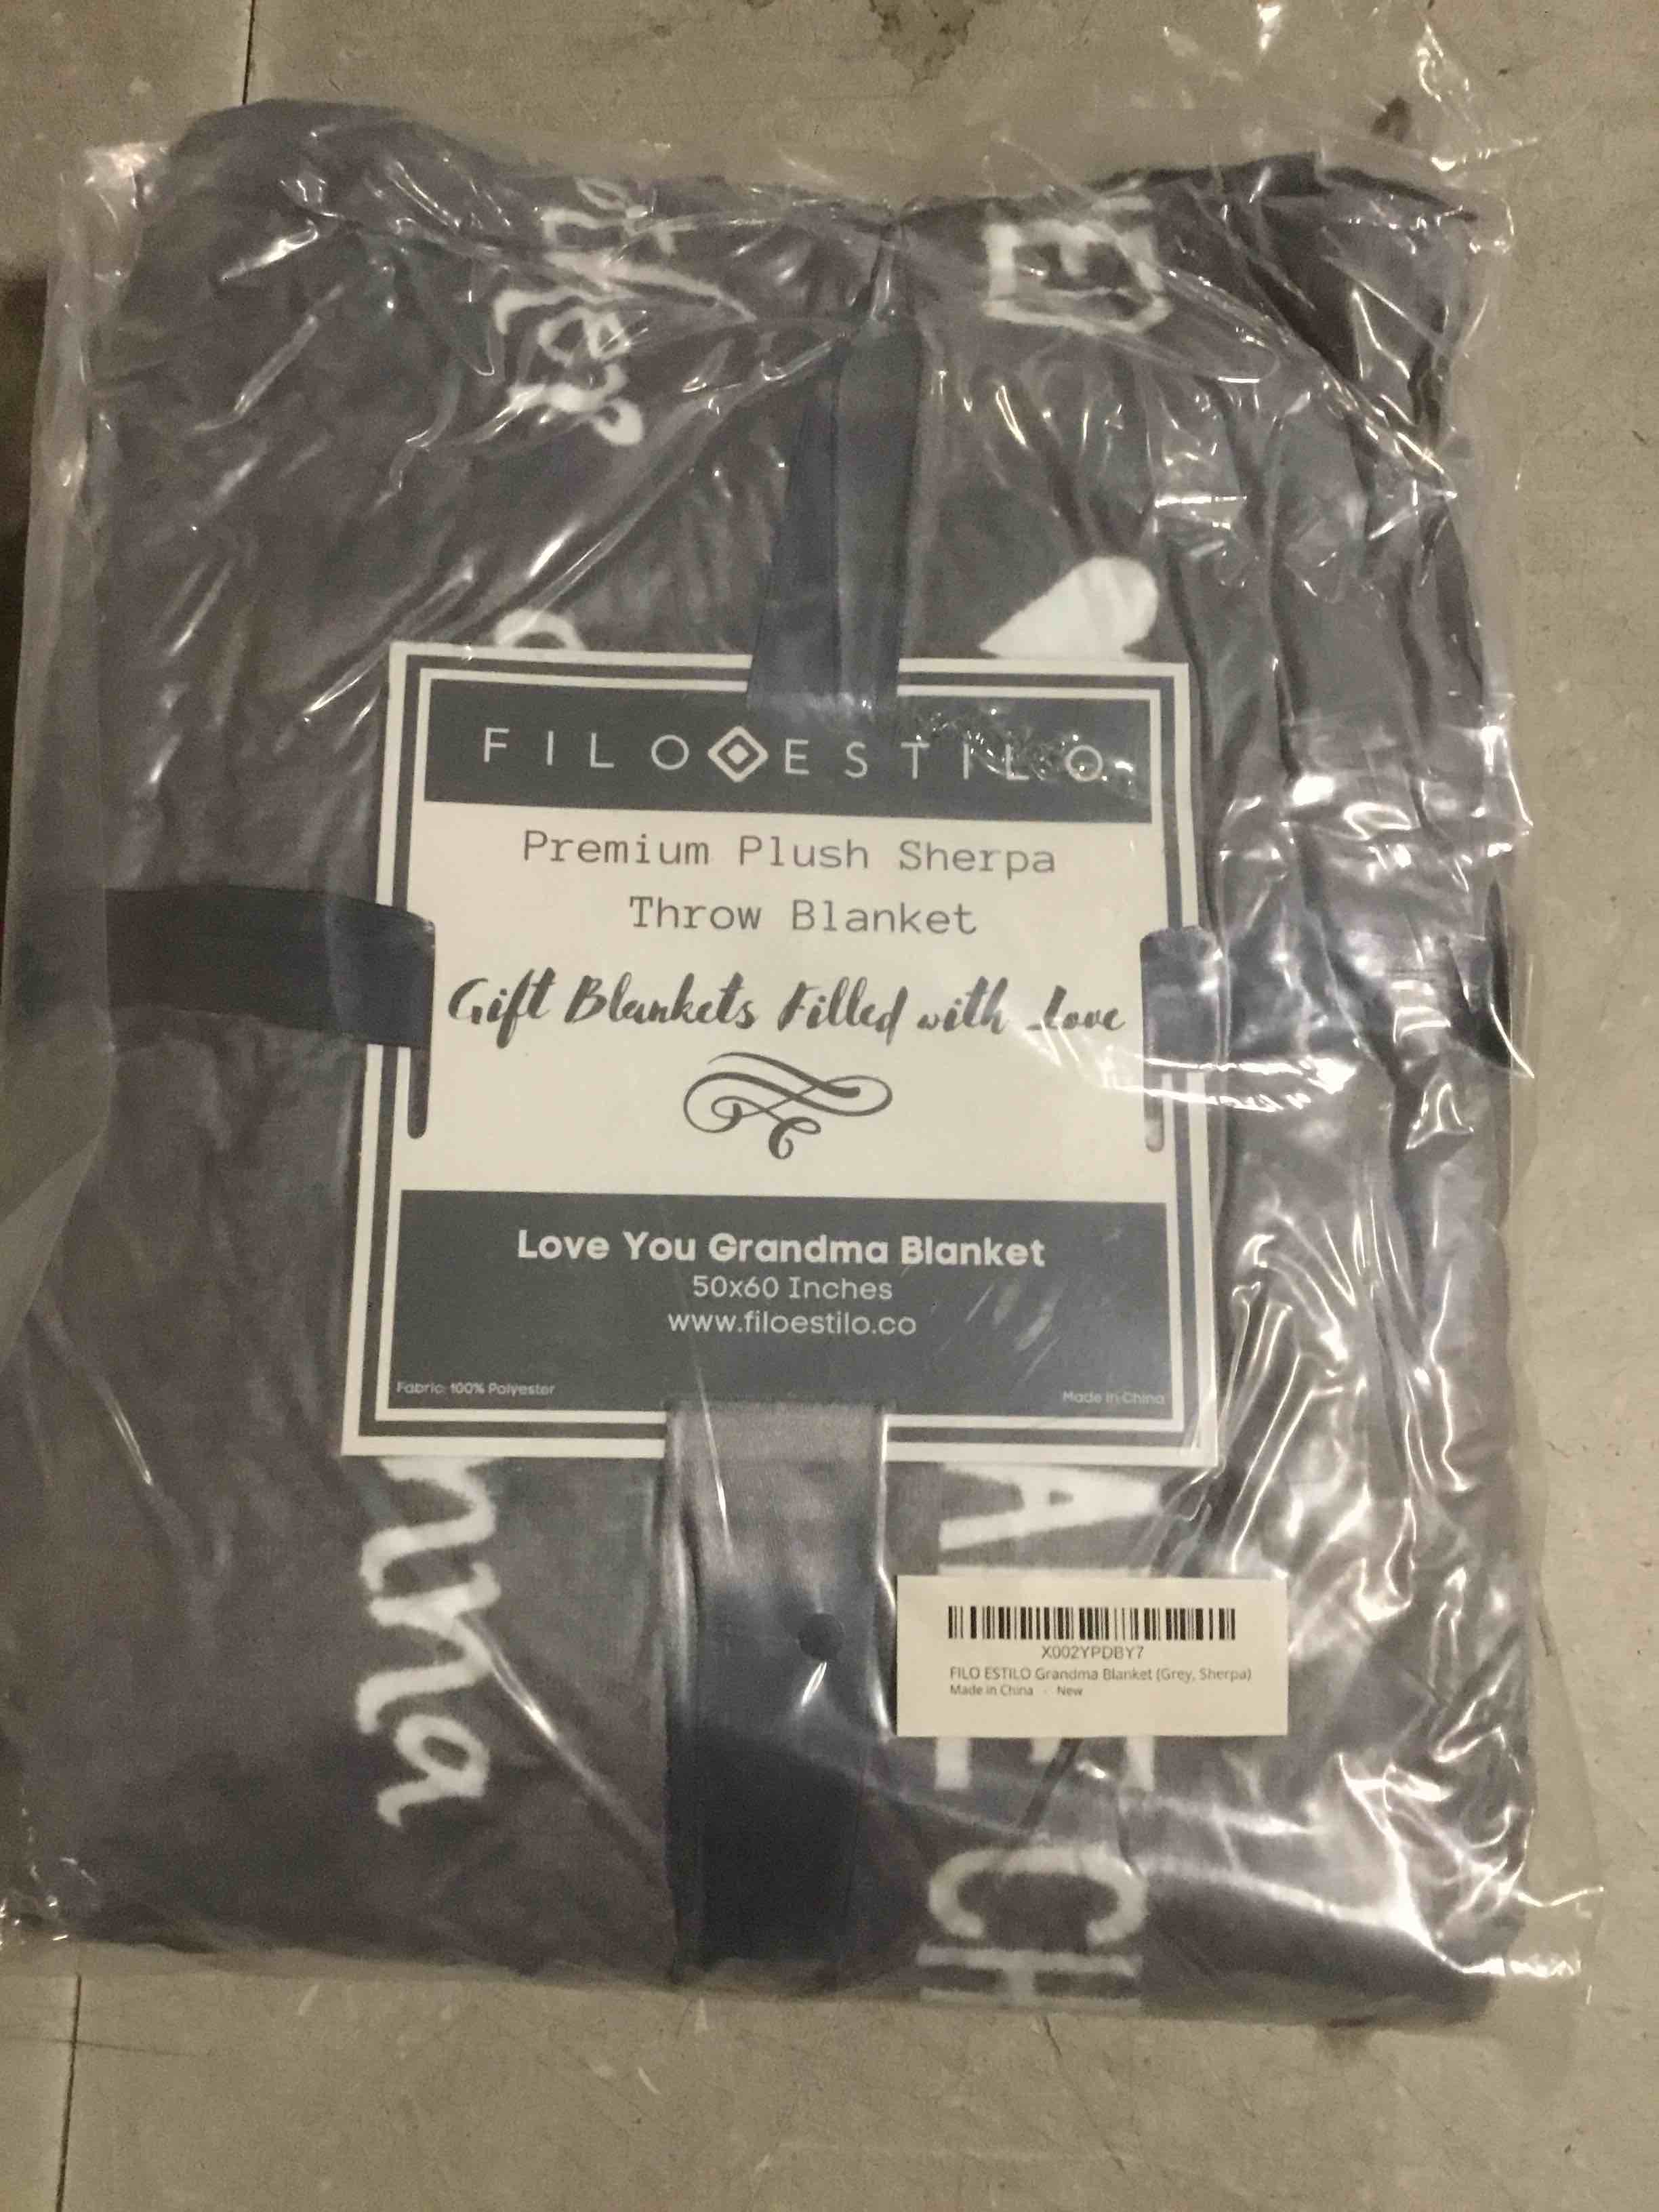 FILO ESTILO
Premium Plush Sherpa
Throw Blanket
Gift Blankets Filled with Love
Love You Grandma Blanket
50x60 Inches
www.filoestilo.co
Fabric: 100% Polyester
Made in China
X002YPDBY7
FILO ESTILO Grandma Blanket (Grey, Sherpa)
Made in China - New
CH